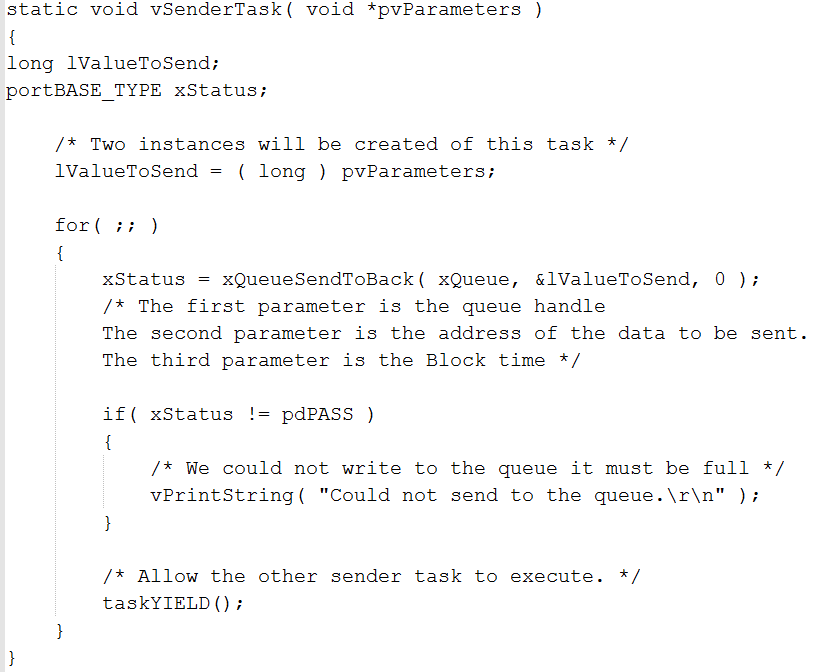 static void vSenderTask( void *pvParameters )
{
long lValueToSend;
portBASE_TYPE xStatus;
/* Two instances will be created of this task */
lValueToSend = ( long ) pvParameters;
for( ;; )
{
xStatus = xQueueSendToBack( xQueue, &lValueToSend, 0 );
/* The first parameter is the queue handle
The second parameter is the address of the data to be sent.
The third parameter is the Block time */
if( xStatus != pdPASS )
{
/* We could not write to the queue it must be full */
vPrintString( "Could not send to the queue.\r\n" );
}
/* Allow the other sender task to execute. */
taskYIELD();
}
}